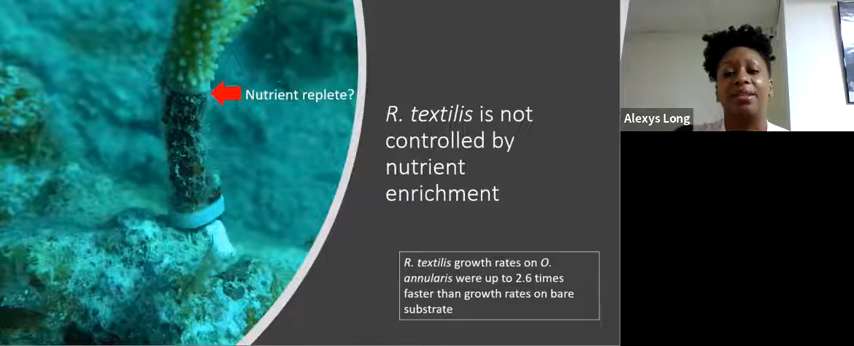 Nutrient replete?
R. textilis is not
controlled by
nutrient
enrichment
R. textilis growth rates on O.
annularis were up to 2.6 times
faster than growth rates on bare
substrate
Alexys Long